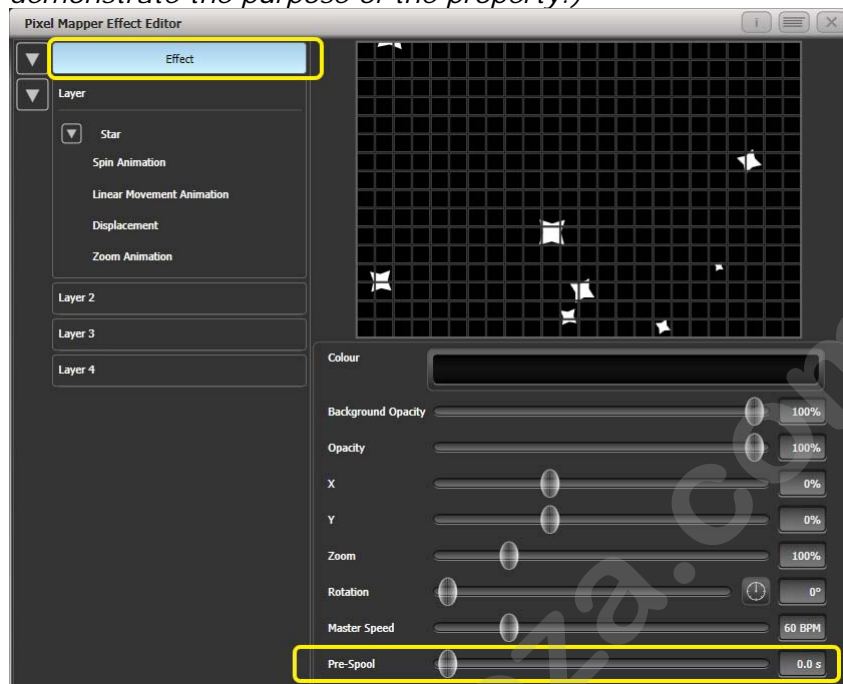 demonstrate the purpose of the property.)
Pixel Mapper Effect Editor
Effect
Layer
Star
Spin Animation
Linear Movement Animation
Displacement
Zoom Animation
Layer 2
Layer 3
Layer 4
Colour
Background Opacity 100%
Opacity 100%
X 0%
Y 0%
Zoom 100%
Rotation 0°
Master Speed 60 BPM
Pre-Spool 0.0 s